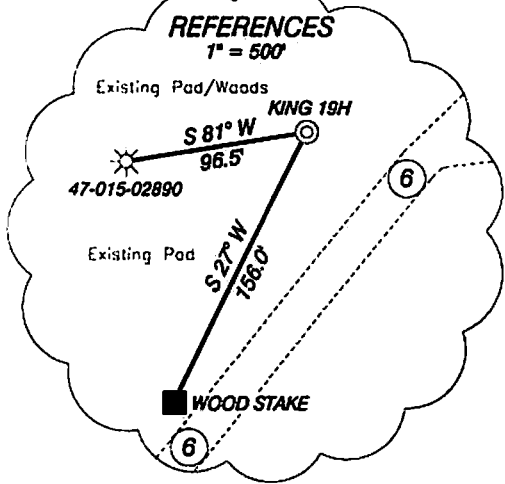 REFERENCES
1" = 500'
Existing Pad/Woods
KING 19H
S 81° W
96.5'
47-015-02890
6
Existing Pad
S 27° W
156.0'
WOOD STAKE
6